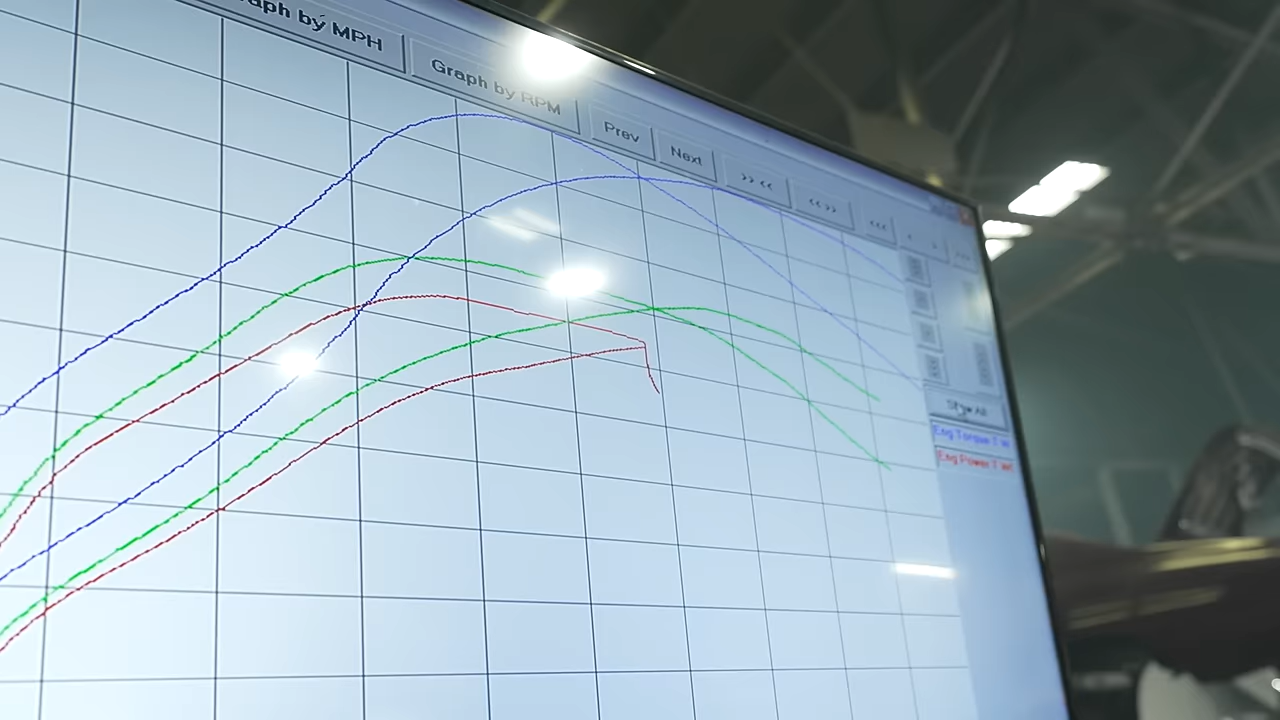 aph by MPH
Graph by RPM
Prev
Next
>> <<
<< >>
<<<
Show All
Eng Torque T
Eng Power T